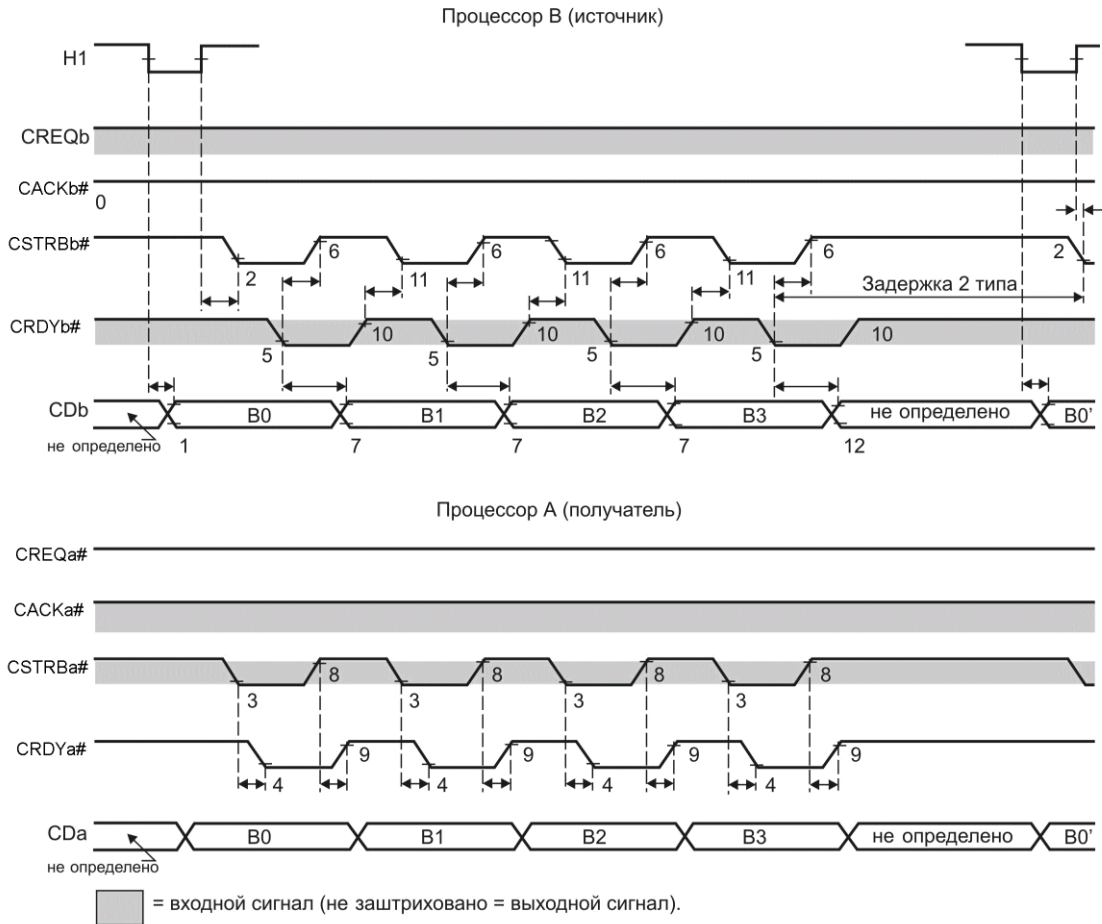 Процессор B (источник)
H1
CREQb
CACKb#
0
CSTRBb#
2 6 11 6 11 6 11 6 2
Задержка 2 типа
CRDYb#
5 10 5 10 5 10 5 10
CDb
B0 B1 B2 B3 не определено B0'
не определено
1 7 7 7 12
Процессор A (получатель)
CREQa#
CACKa#
CSTRBa#
3 8 3 8 3 8 3 8
CRDYa#
4 9 4 9 4 9 4 9
CDa
B0 B1 B2 B3 не определено B0'
не определено
= входной сигнал (не заштриховано = выходной сигнал).